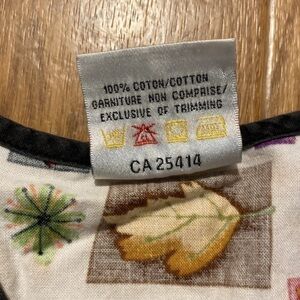 100% COTON/COTTON
GARNITURE NON COMPRISE/
EXCLUSIVE OF TRIMMING
CA 25414